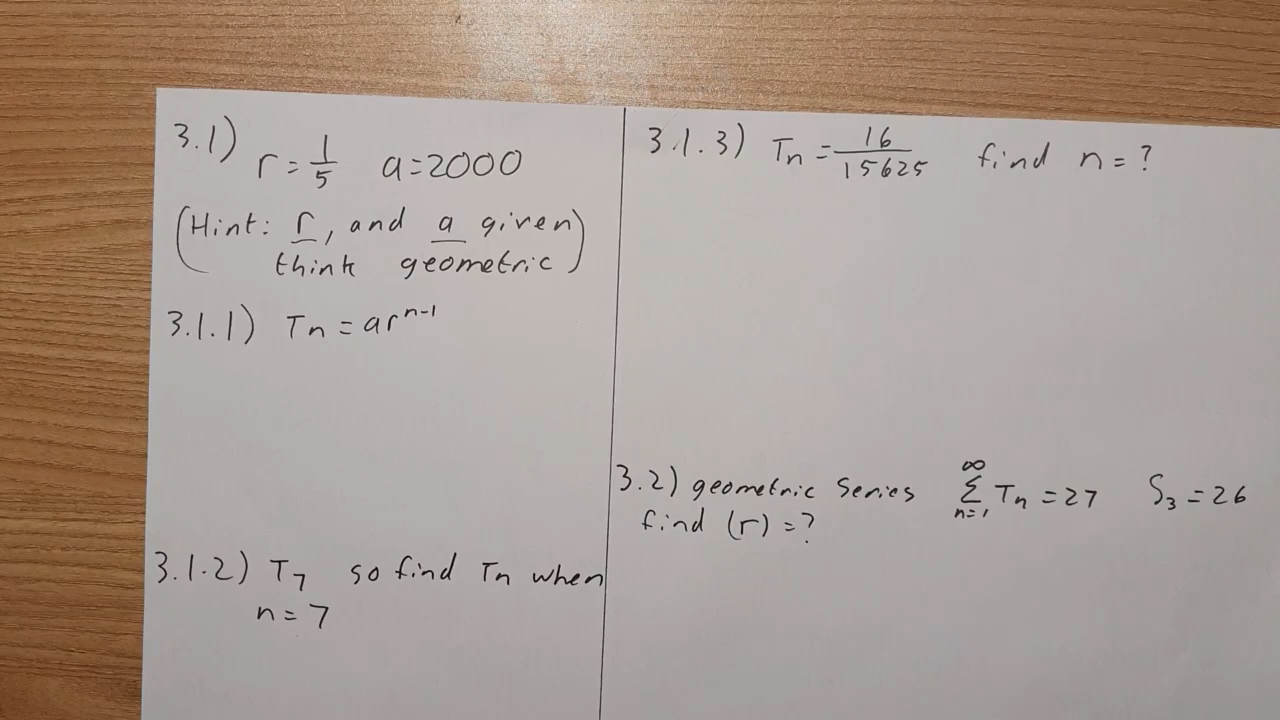 3.1) r = 1/5 a=2000
(Hint: r, and a given
think geometric)
3.1.1) Tn = ar^(n-1)
3.1.2) T₇ so find Tn when
n = 7
3.1.3) Tn = 16/15625 find n = ?
3.2) geometric Series ∞ Σ n=1 Tn = 27 S₃ = 26
find (r) = ?